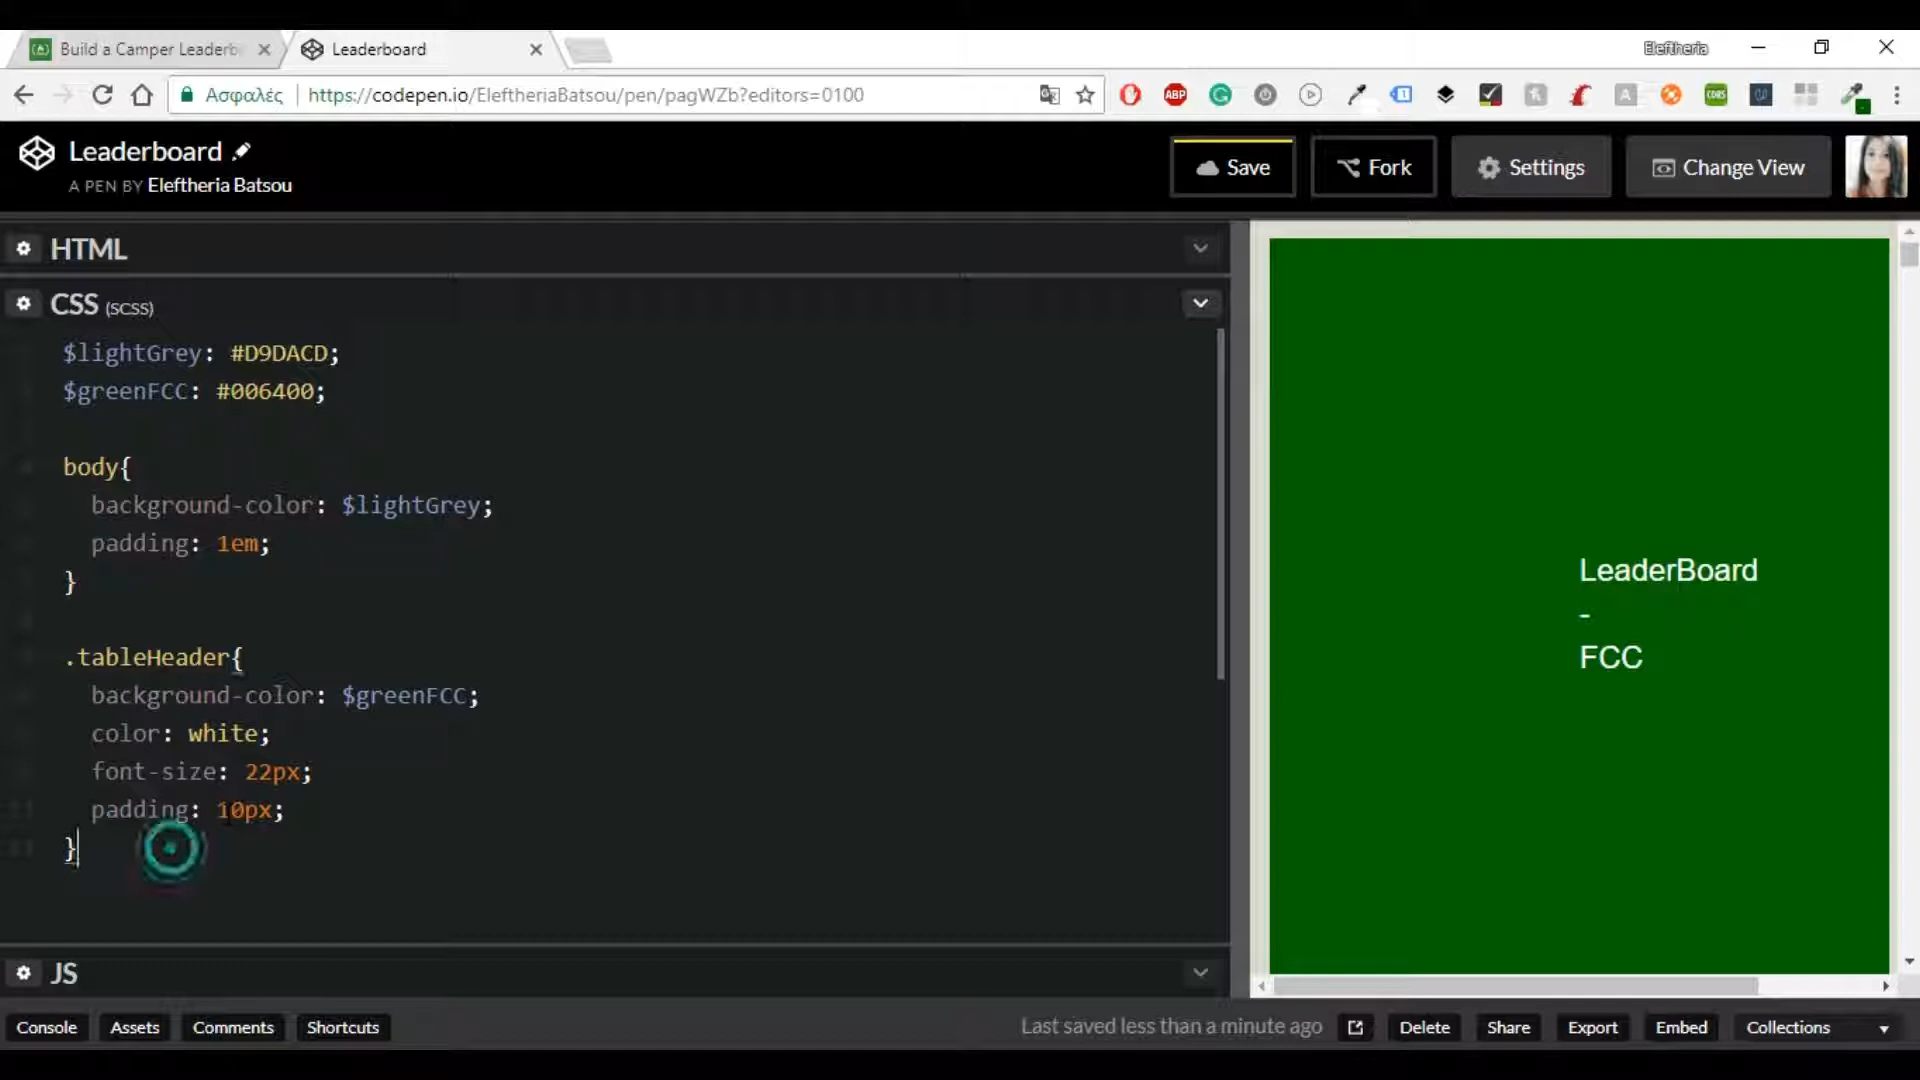 Build a Camper Leaderb
Leaderboard
Eleftheria
Ασφαλές
https://codepen.io/EleftheriaBatsou/pen/pagWZb?editors=0100
ABP
Leaderboard
A PEN BY Eleftheria Batsou
Save
Fork
Settings
Change View
HTML
CSS (SCSS)
$lightGrey: #D9DACD;
$greenFCC: #006400;
body{
background-color: $lightGrey;
padding: 1em;
}
.tableHeader{
background-color: $greenFCC;
color: white;
font-size: 22px;
padding: 10px;
}
LeaderBoard
-
FCC
JS
Console
Assets
Comments
Shortcuts
Last saved less than a minute ago
Delete
Share
Export
Embed
Collections